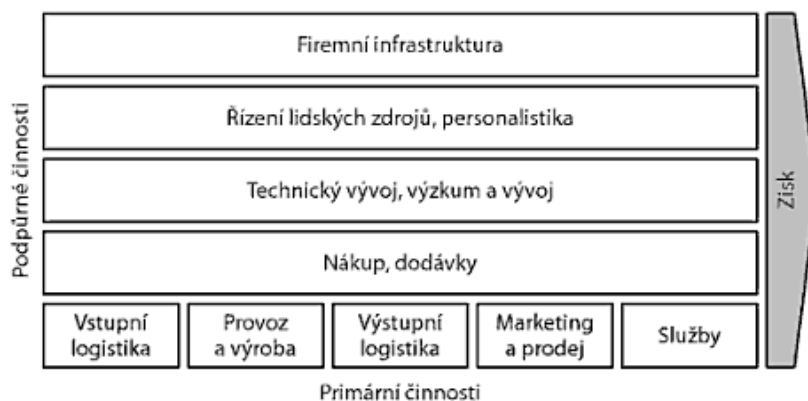 Podpůrné činnosti
Firemní infrastruktura
Řízení lidských zdrojů, personalistika
Technický vývoj, výzkum a vývoj
Nákup, dodávky
Vstupní
logistika
Provoz
a výroba
Výstupní
logistika
Marketing
a prodej
Služby
Zisk
Primární činnosti